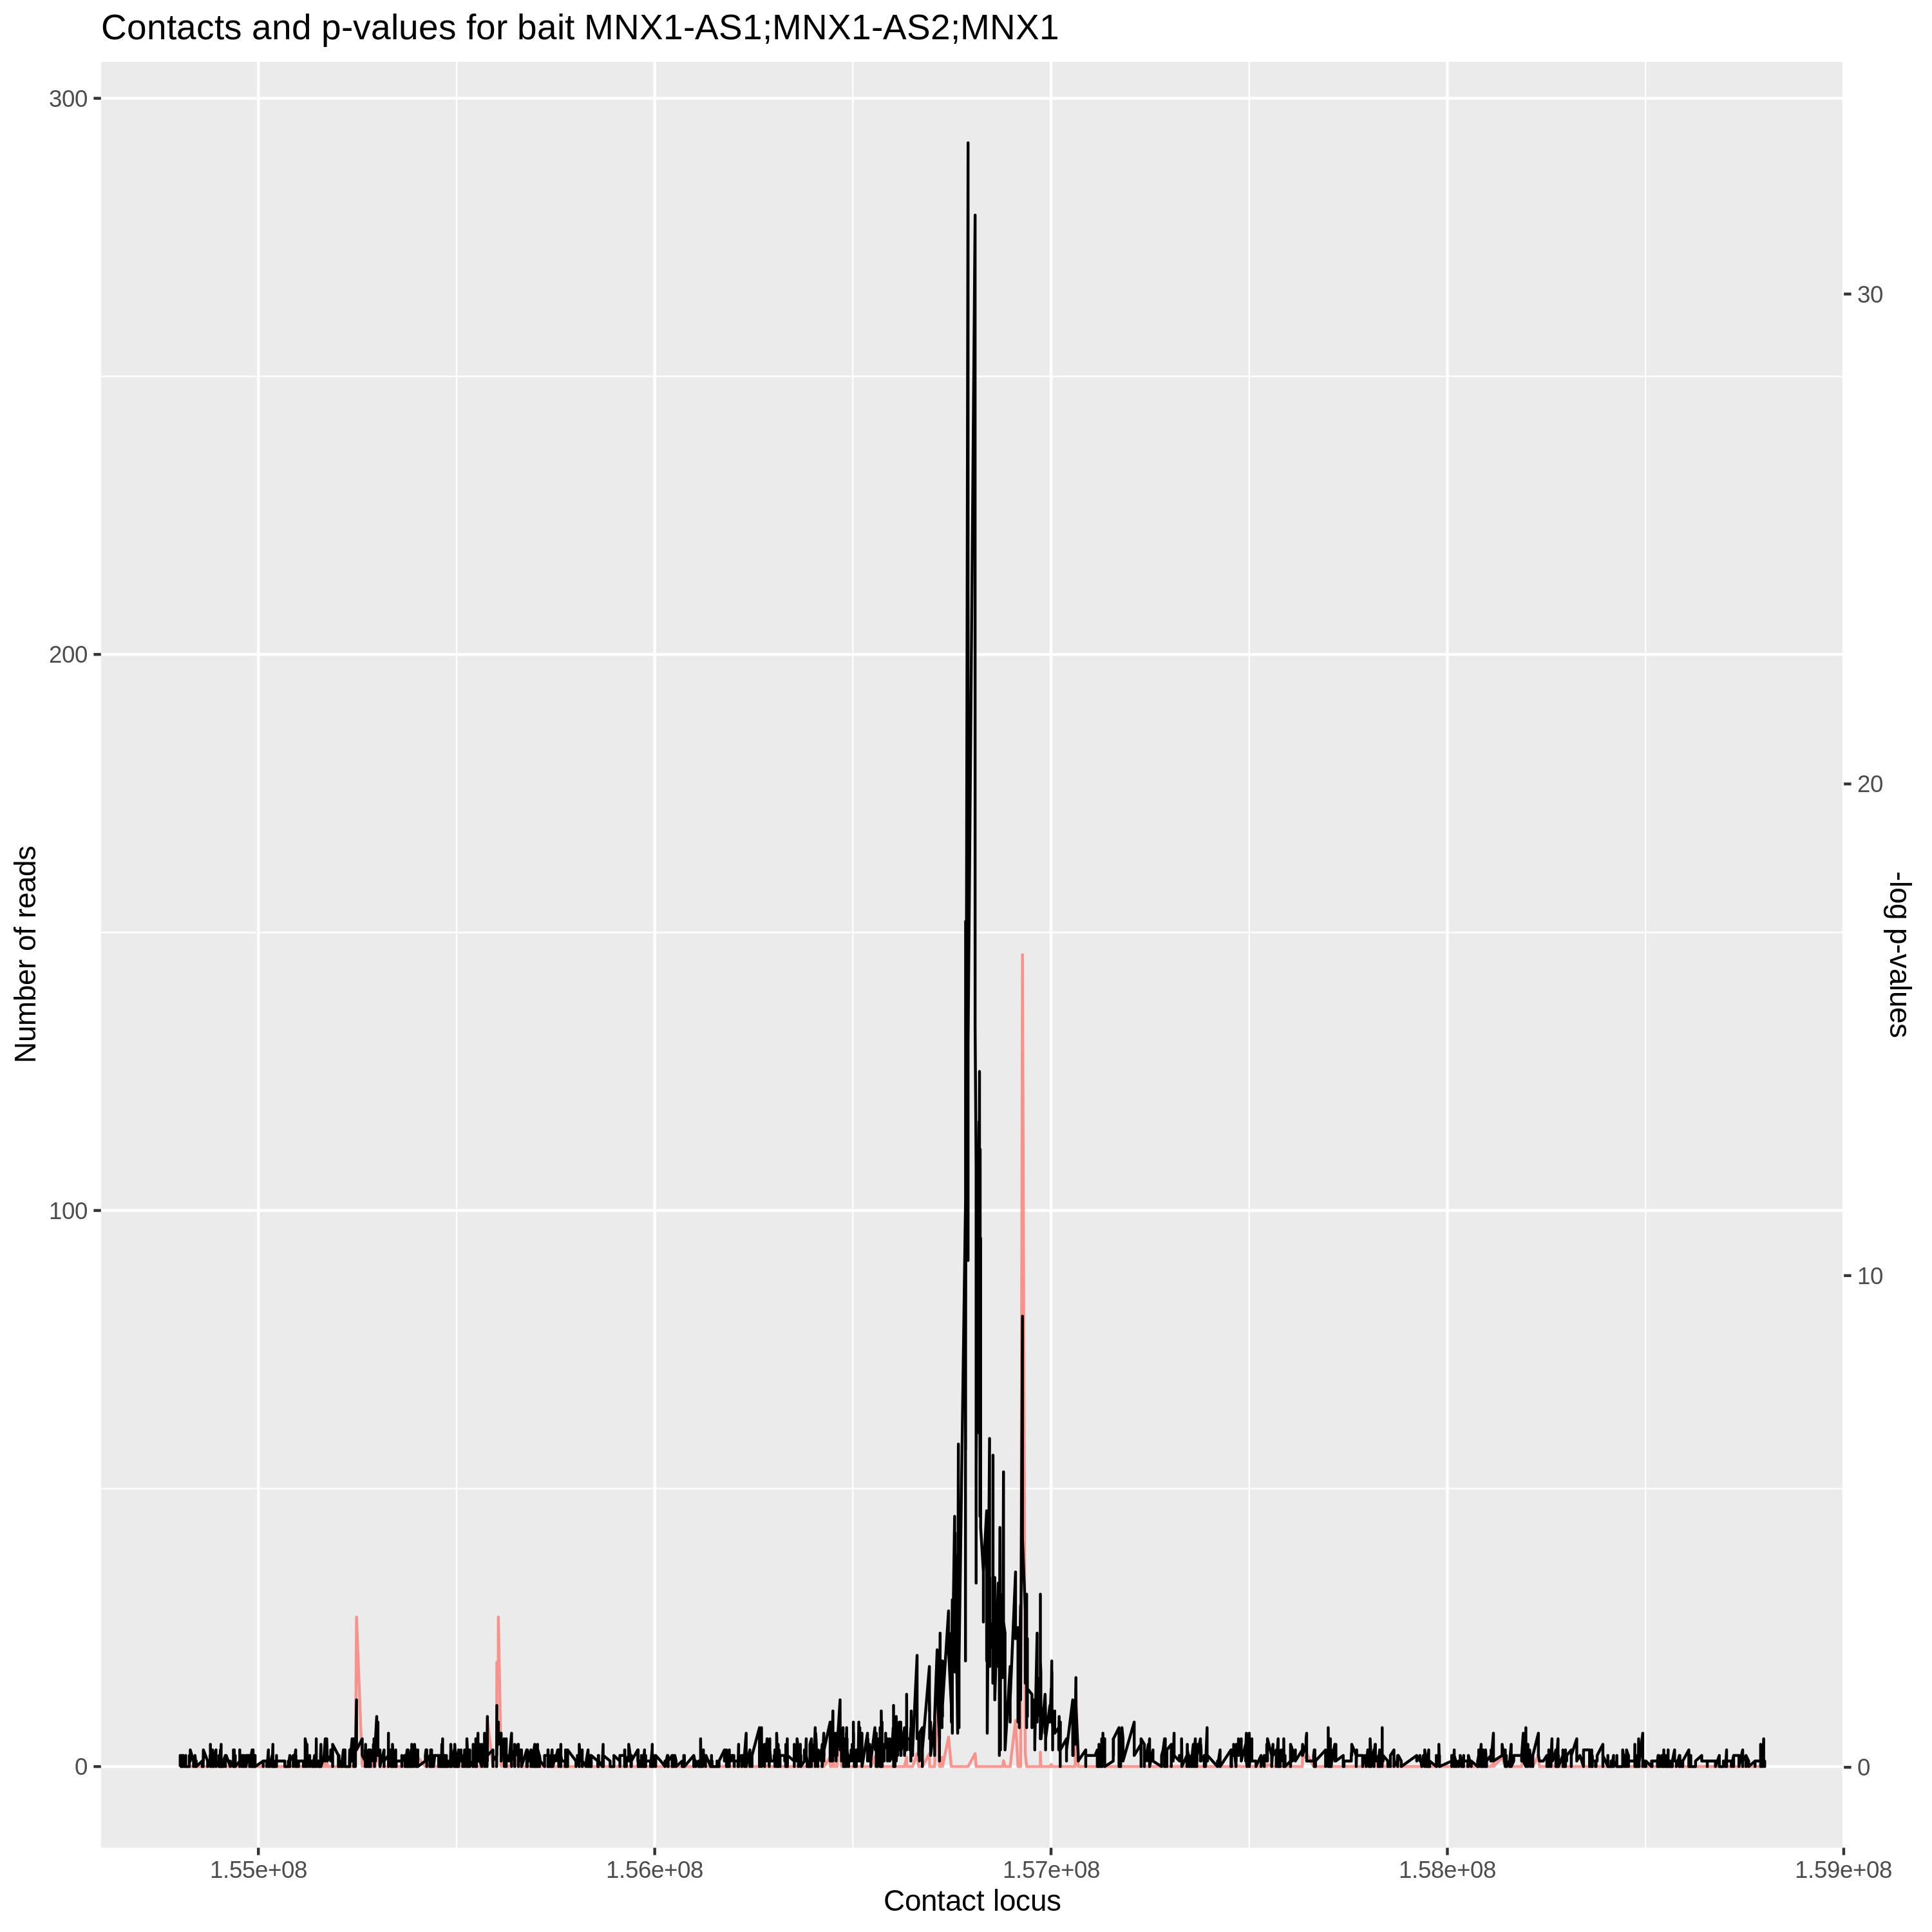 Contacts and p-values for bait MNX1-AS1;MNX1-AS2;MNX1
300
200
100
0
Number of reads
30
20
10
0
-log p-values
1.55e+08
1.56e+08
1.57e+08
1.58e+08
1.59e+08
Contact locus